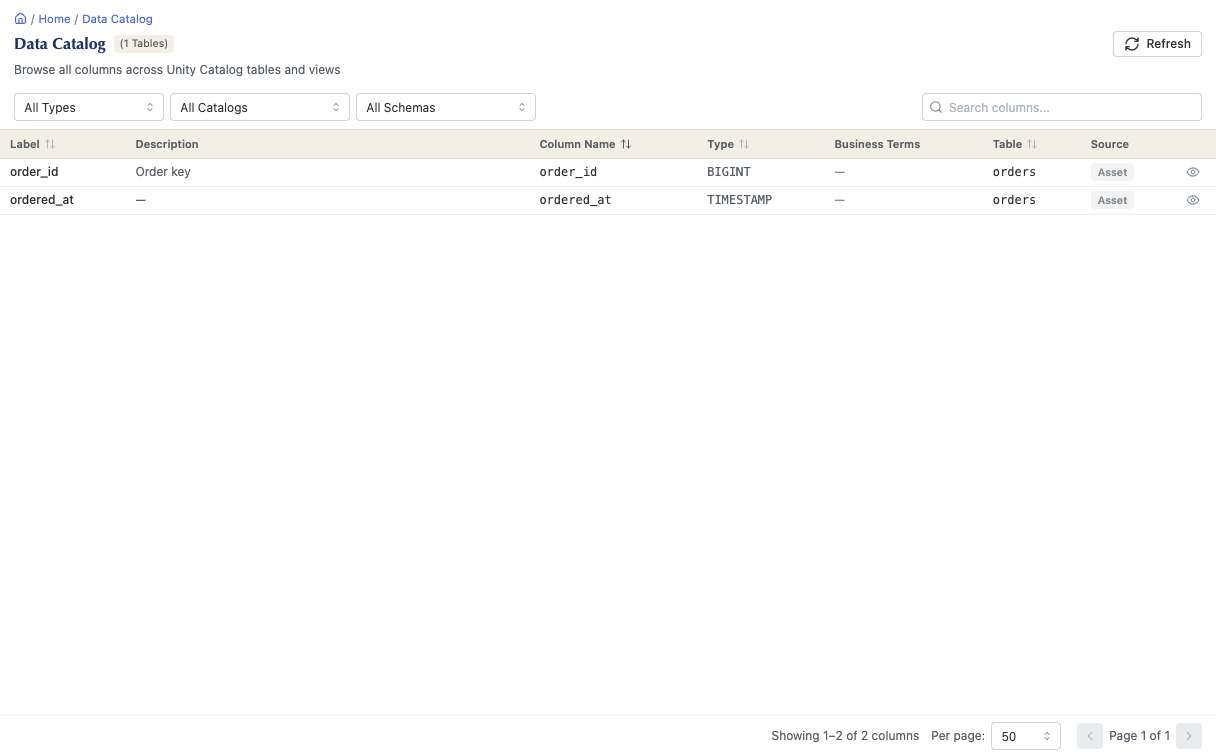 / Home / Data Catalog
Data Catalog (1 Tables)
Refresh
Browse all columns across Unity Catalog tables and views
All Types All Catalogs All Schemas Search columns...
Label Description Column Name Type Business Terms Table Source
order_id Order key order_id BIGINT — orders Asset
ordered_at — ordered_at TIMESTAMP — orders Asset
Showing 1–2 of 2 columns Per page: 50 Page 1 of 1